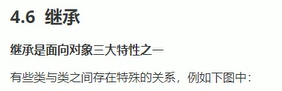 4.6 继承
继承是面向对象三大特性之一
有些类与类之间存在特殊的关系，例如下图中：